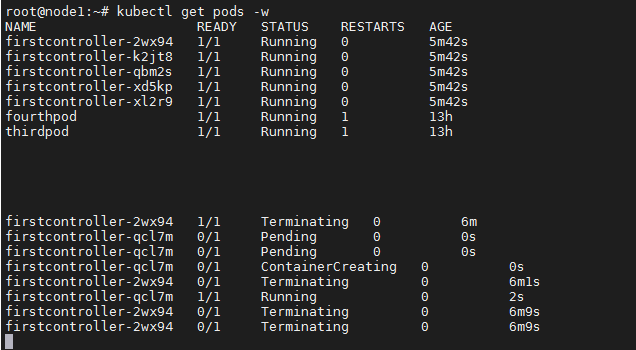 root@node1:~# kubectl get pods -w
NAME READY STATUS RESTARTS AGE
firstcontroller-2wx94 1/1 Running 0 5m42s
firstcontroller-k2jt8 1/1 Running 0 5m42s
firstcontroller-qbm2s 1/1 Running 0 5m42s
firstcontroller-xd5kp 1/1 Running 0 5m42s
firstcontroller-xl2r9 1/1 Running 0 5m42s
fourthpod 1/1 Running 1 13h
thirdpod 1/1 Running 1 13h
firstcontroller-2wx94 1/1 Terminating 0 6m
firstcontroller-qcl7m 0/1 Pending 0 0s
firstcontroller-qcl7m 0/1 Pending 0 0s
firstcontroller-qcl7m 0/1 ContainerCreating 0 0s
firstcontroller-2wx94 0/1 Terminating 0 6m1s
firstcontroller-qcl7m 1/1 Running 0 2s
firstcontroller-2wx94 0/1 Terminating 0 6m9s
firstcontroller-2wx94 0/1 Terminating 0 6m9s